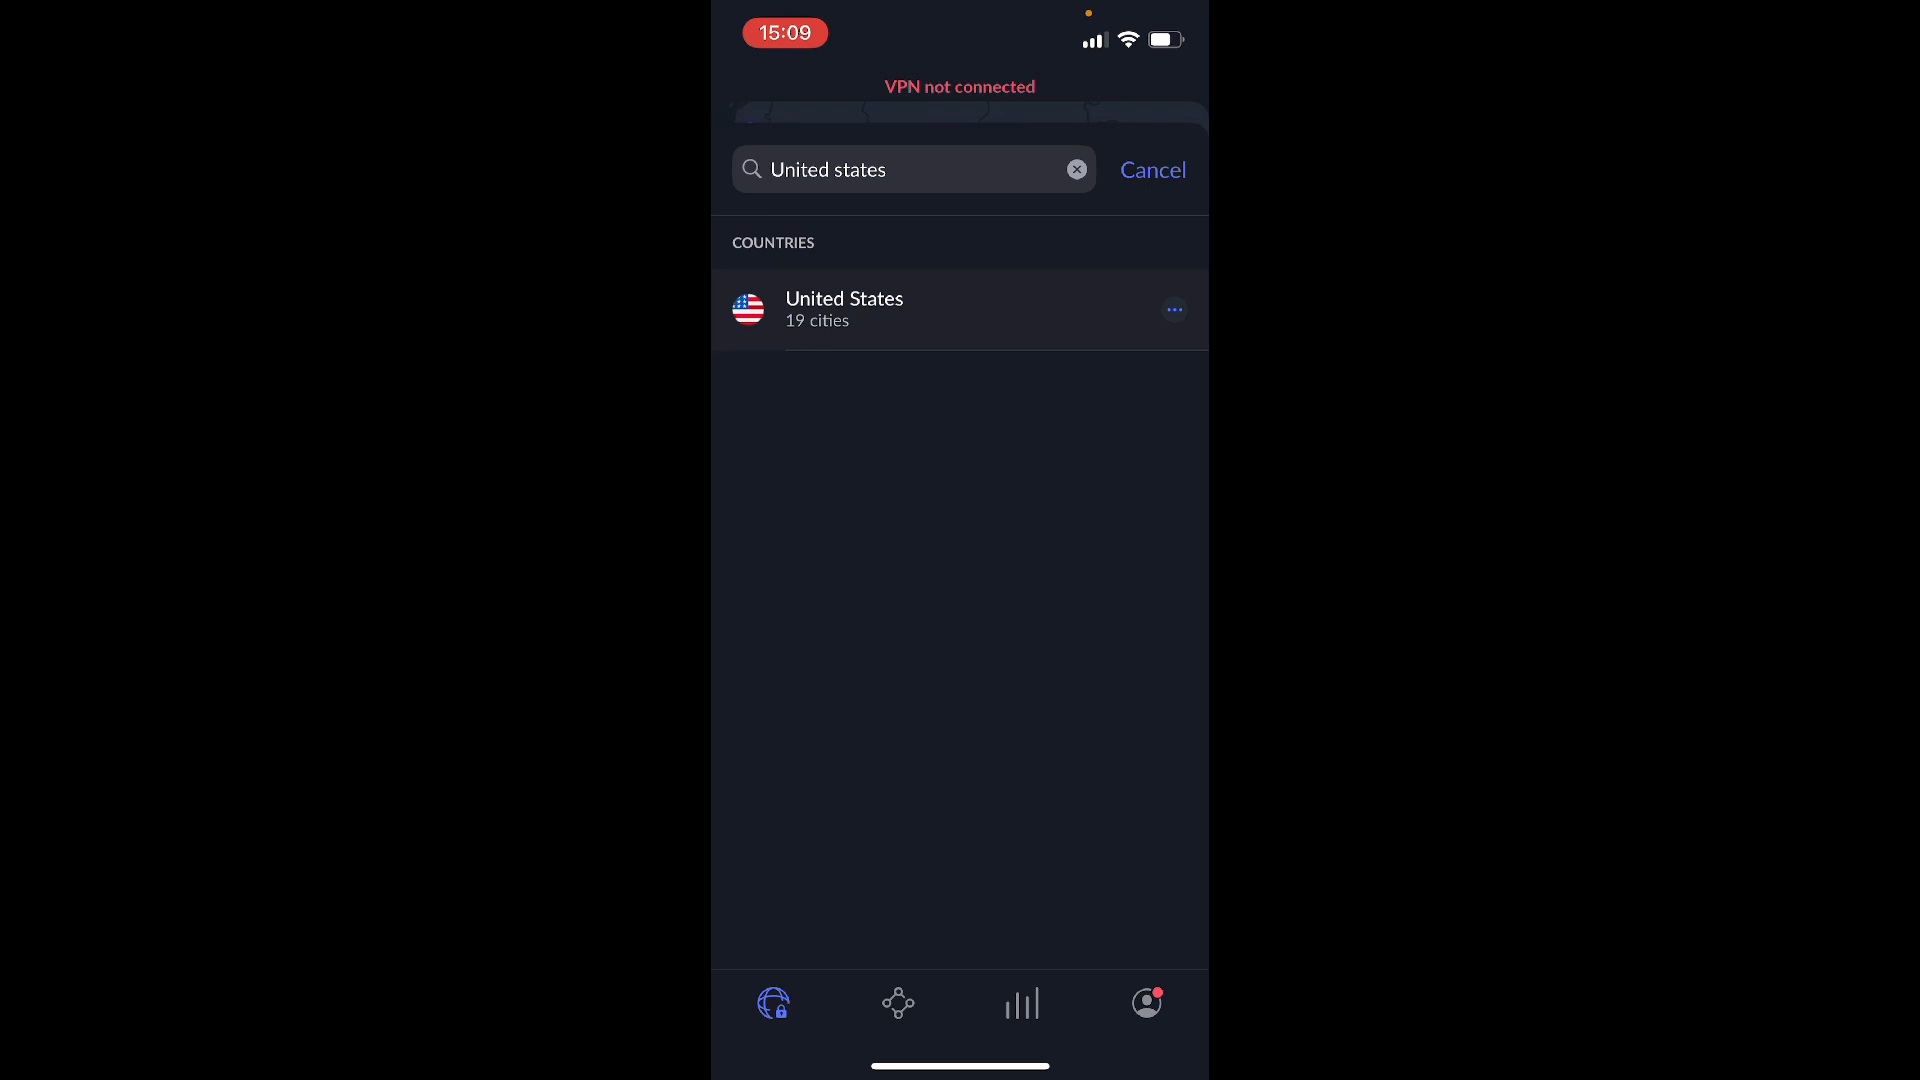 15:09
VPN not connected
United states
Cancel
COUNTRIES
United States
19 cities